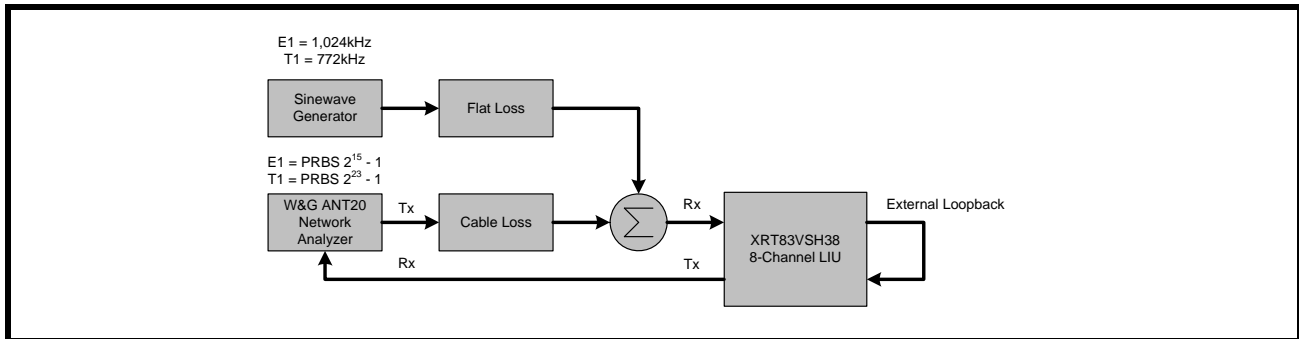 E1 = 1,024kHz
T1 = 772kHz
Sinewave
Generator
Flat Loss
E1 = PRBS 2^15 - 1
T1 = PRBS 2^23 - 1
W&G ANT20
Network
Analyzer
Tx
Cable Loss
Σ
Rx
External Loopback
XRT83VSH38
8-Channel LIU
Rx
Tx